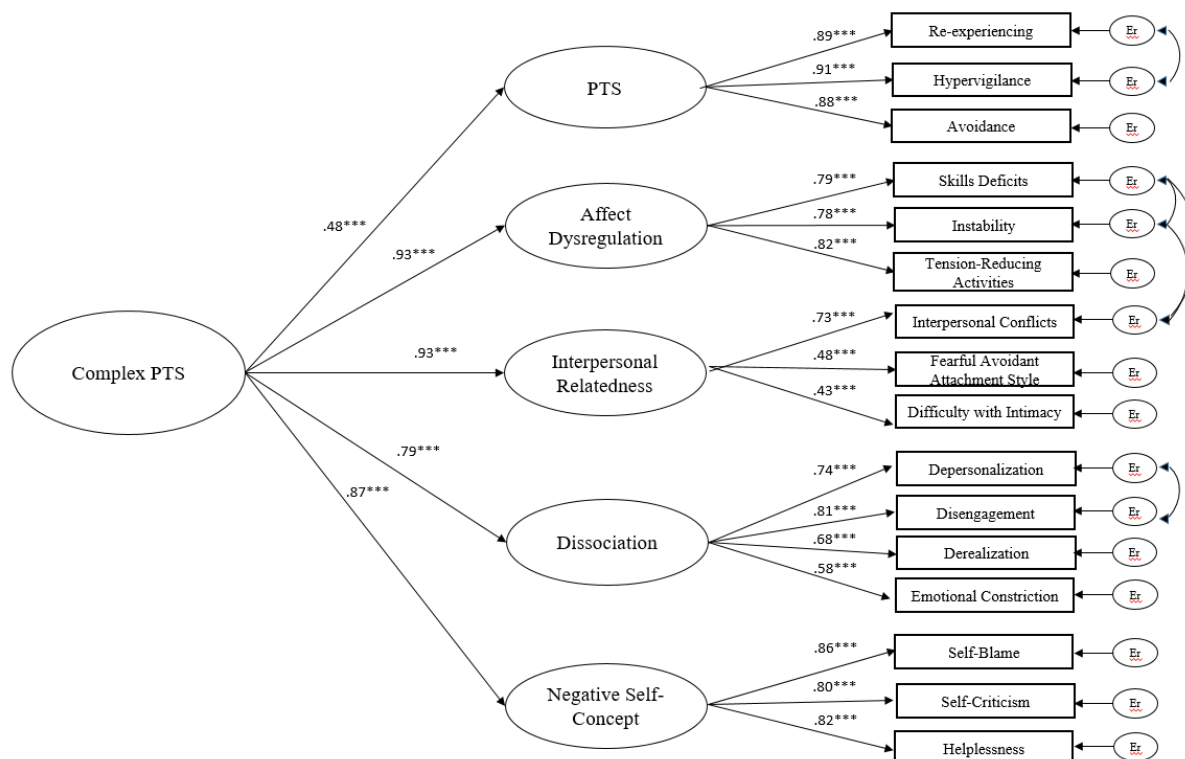 .89***
Re-experiencing
Er
.91***
Hypervigilance
Er
PTS
.88***
Avoidance
Er
.79***
Skills Deficits
Er
.48***
Affect
Dysregulation
.78***
Instability
Er
.93***
.82***
Tension-Reducing
Activities
Er
.73***
Interpersonal Conflicts
Er
Complex PTS
.93***
Interpersonal
Relatedness
.48***
Fearful Avoidant
Attachment Style
Er
.43***
Difficulty with Intimacy
Er
.79***
.74***
Depersonalization
Er
.87***
.81***
Disengagement
Er
Dissociation
.68***
Derealization
Er
.58***
Emotional Constriction
Er
.86***
Self-Blame
Er
Negative Self-
Concept
.80***
Self-Criticism
Er
.82***
Helplessness
Er